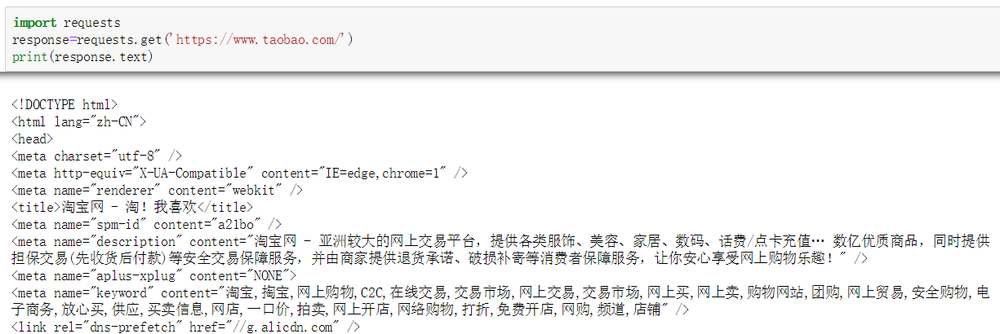 import requests
response=requests.get('https://www.taobao.com/')
print(response.text)
<!DOCTYPE html>
<html lang="zh-CN">
<head>
<meta charset="utf-8" />
<meta http-equiv="X-UA-Compatible" content="IE=edge,chrome=1" />
<meta name="renderer" content="webkit" />
<title>淘宝网 - 淘！我喜欢</title>
<meta name="spm-id" content="a21bo" />
<meta name="description" content="淘宝网 - 亚洲较大的网上交易平台，提供各类服饰、美容、家居、数码、话费/点卡充值… 数亿优质商品，同时提供
担保交易(先收货后付款)等安全交易保障服务，并由商家提供退货承诺、破损补寄等消费者保障服务，让你安心享受网上购物乐趣！" />
<meta name="aplus-xplug" content="NONE">
<meta name="keyword" content="淘宝,掏宝,网上购物,C2C,在线交易,交易市场,网上交易,交易市场,网上买,网上卖,购物网站,团购,网上贸易,安全购物,电
子商务,放心买,供应,买卖信息,网店,一口价,拍卖,网上开店,网络购物,打折,免费开店,网购,频道,店铺" />
<link rel="dns-prefetch" href="//g.alicdn.com" />